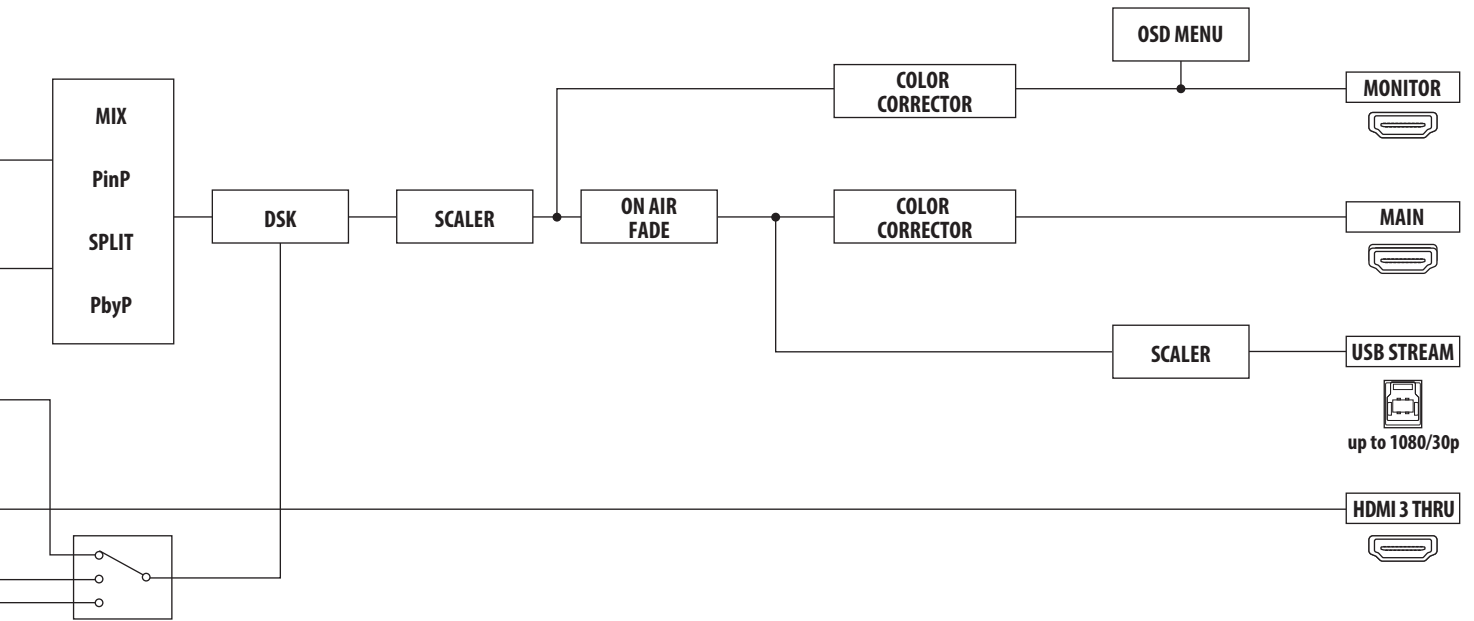 OSD MENU
COLOR
CORRECTOR
MONITOR
MIX
PinP
SPLIT
PbyP
DSK
SCALER
ON AIR
FADE
COLOR
CORRECTOR
MAIN
SCALER
USB STREAM
up to 1080/30p
HDMI 3 THRU